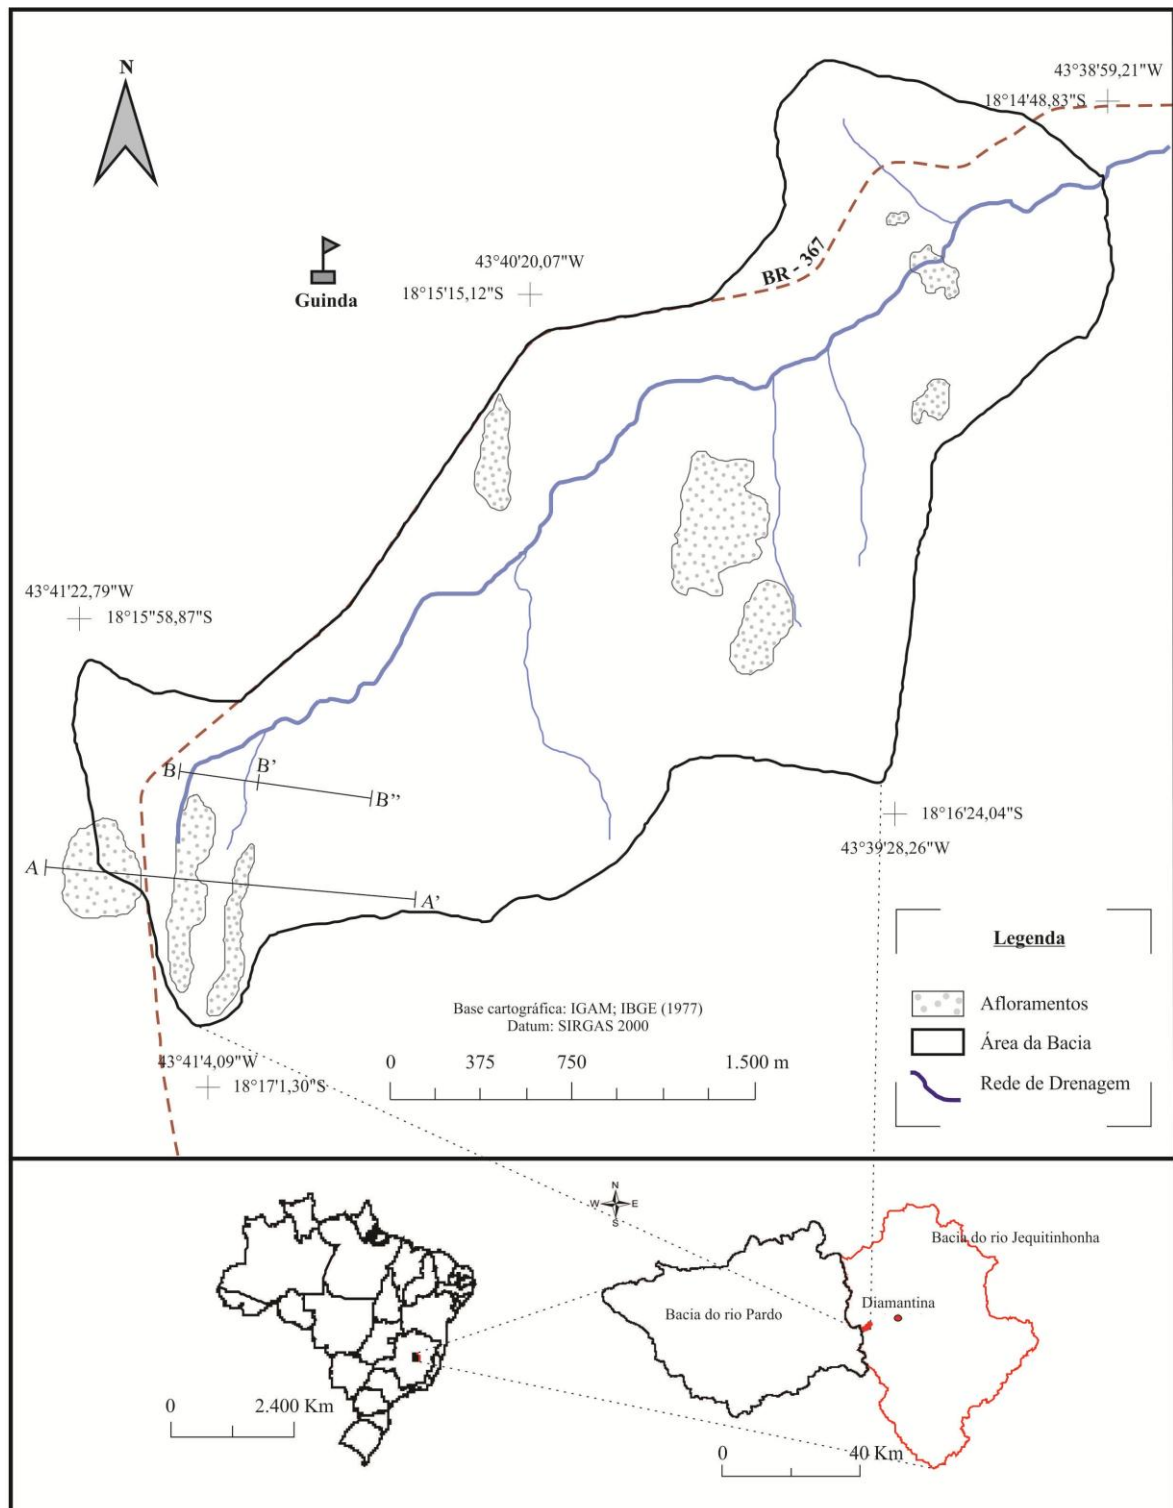 N
43°38'59,21"W
18°14'48,83"S
BR - 367
43°40'20,07"W
18°15'15,12"S
Guinda
43°41'22,79"W
18°15"58,87"S
B
B'
B''
A
A'
18°16'24,04"S
43°39'28,26"W
Legenda
Afloramentos
Área da Bacia
Rede de Drenagem
Base cartográfica: IGAM; IBGE (1977)
Datum: SIRGAS 2000
43°41'4,09"W
18°17'1,30"S
0 375 750 1.500 m
N
W E
S
Bacia do rio Jequitinhonha
Diamantina
Bacia do rio Pardo
0 2.400 Km
0 40 Km